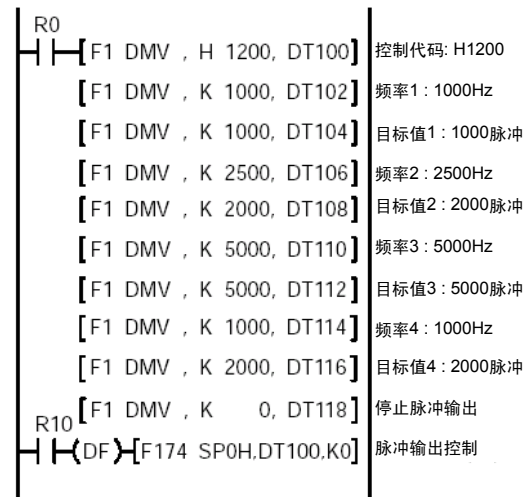 R0
[F1 DMV , H 1200, DT100] 控制代码: H1200
[F1 DMV , K 1000, DT102] 频率1 : 1000Hz
[F1 DMV , K 1000, DT104] 目标值1 : 1000脉冲
[F1 DMV , K 2500, DT106] 频率2 : 2500Hz
[F1 DMV , K 2000, DT108] 目标值2 : 2000脉冲
[F1 DMV , K 5000, DT110] 频率3 : 5000Hz
[F1 DMV , K 5000, DT112] 目标值3 : 5000脉冲
[F1 DMV , K 1000, DT114] 频率4 : 1000Hz
[F1 DMV , K 2000, DT116] 目标值4 : 2000脉冲
[F1 DMV , K 0, DT118] 停止脉冲输出
R10
(DF) [F174 SP0H,DT100,K0] 脉冲输出控制